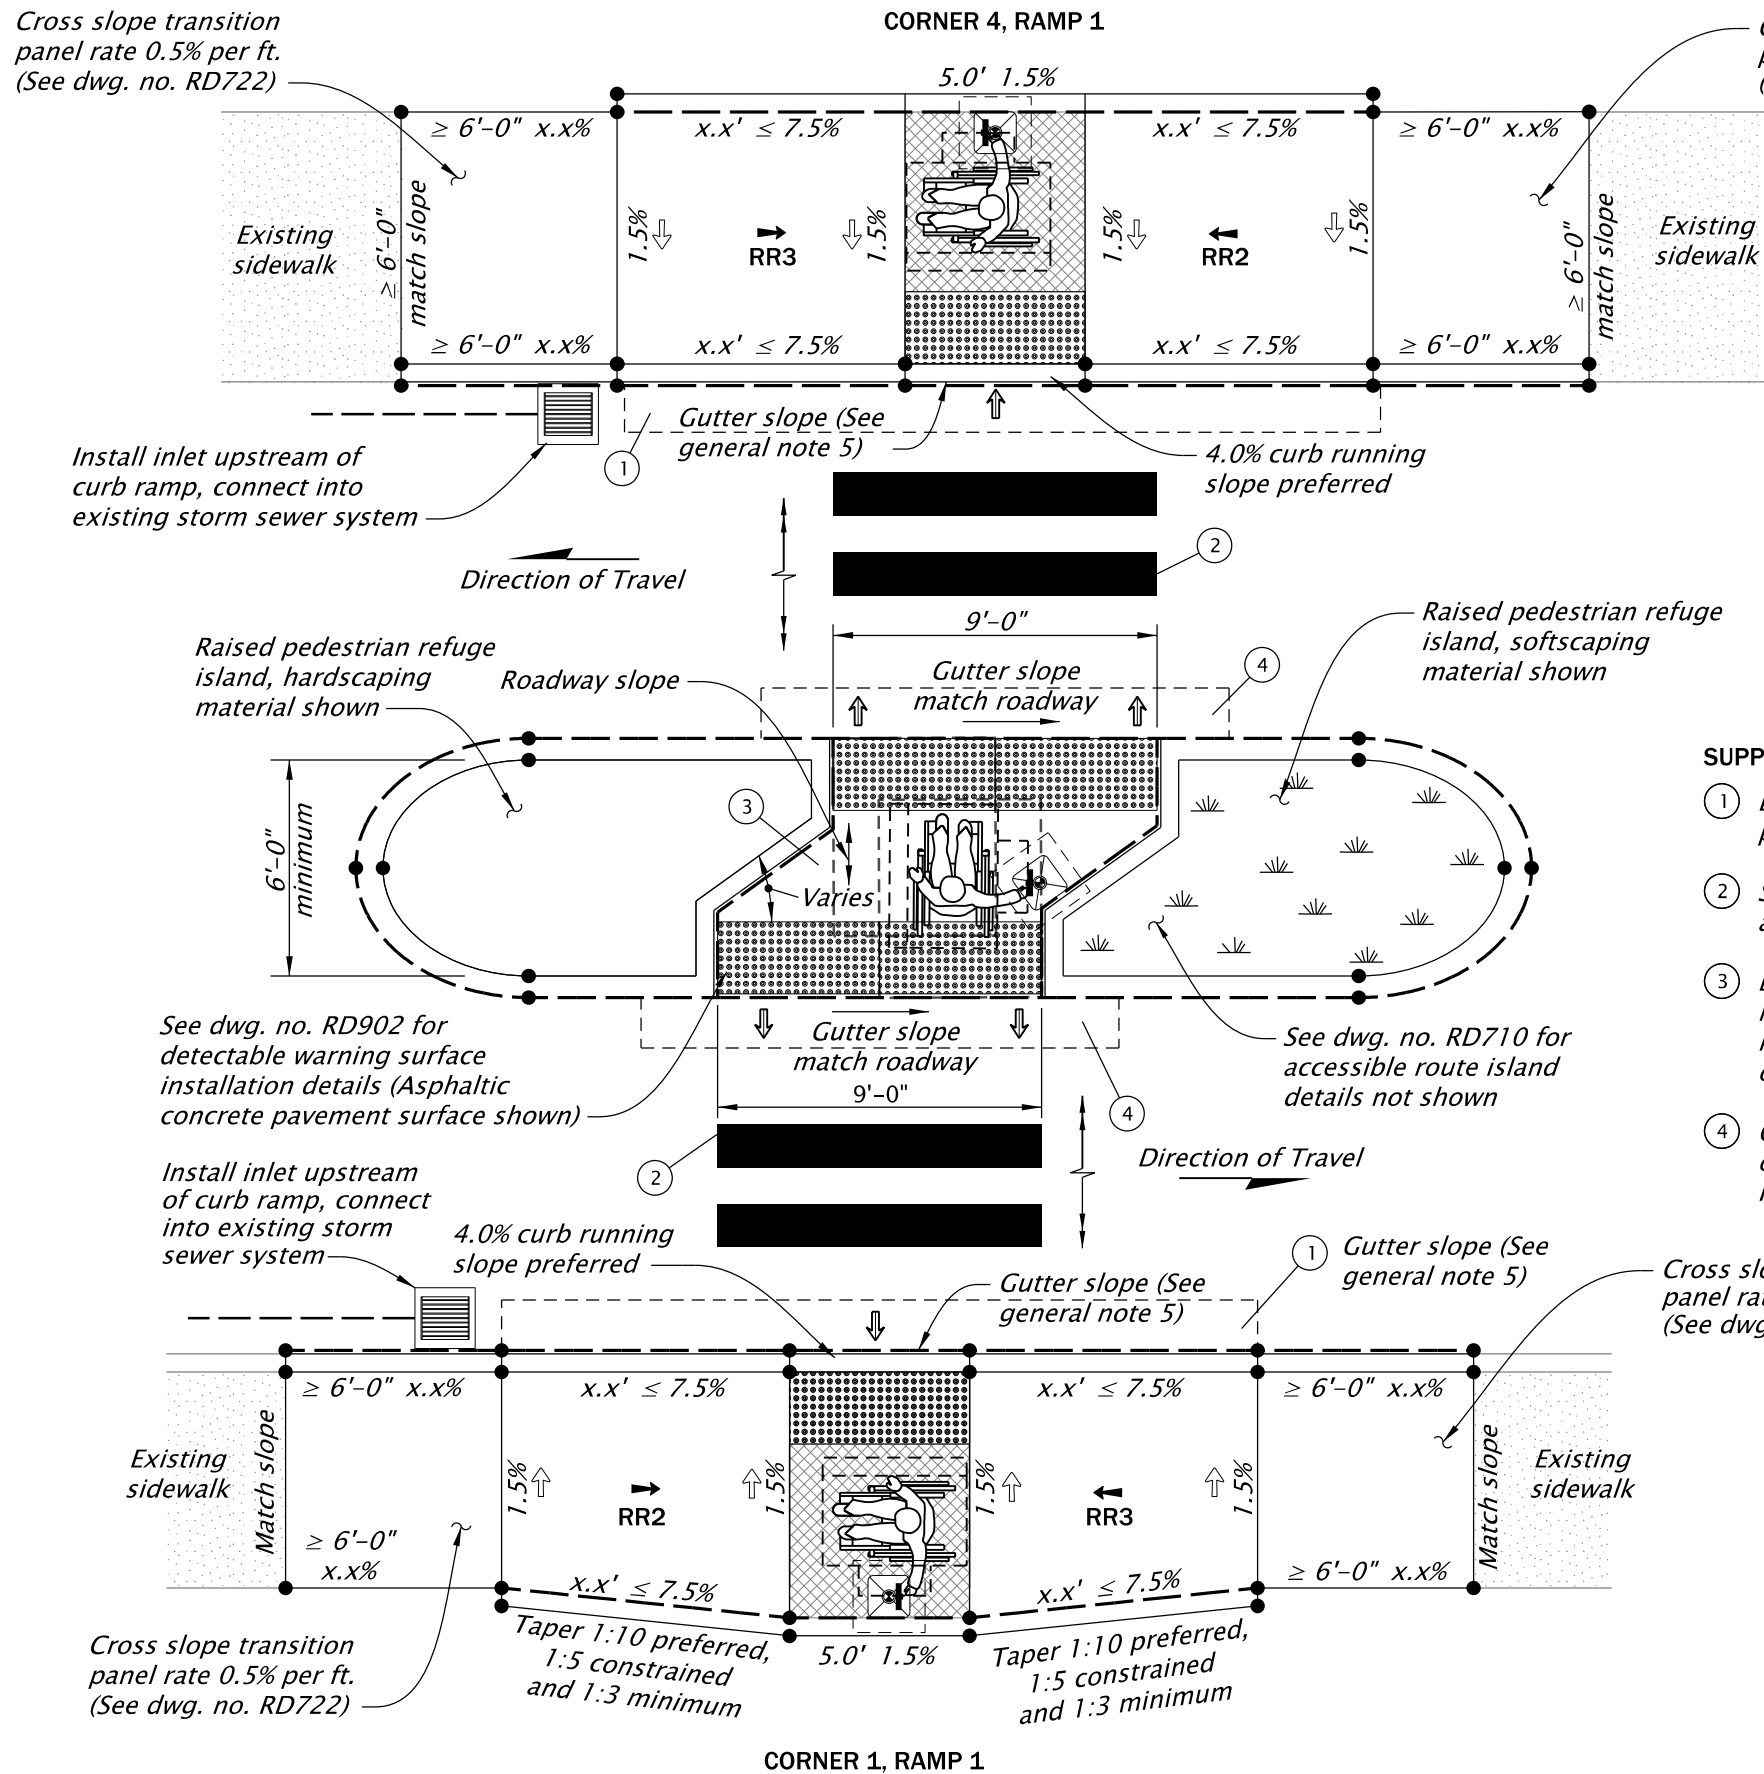 Cross slope transition
panel rate 0.5% per ft.
(See dwg. no. RD722)
CORNER 4, RAMP 1
5.0' 1.5%
≥ 6'-0" x.x%
x.x' ≤ 7.5%
x.x' ≤ 7.5%
≥ 6'-0" x.x%
Existing
sidewalk
≥ 6'-0"
match slope
1.5%
RR3
1.5%
1.5%
RR2
1.5%
≥ 6'-0"
match slope
Existing
sidewalk
≥ 6'-0" x.x%
x.x' ≤ 7.5%
x.x' ≤ 7.5%
≥ 6'-0" x.x%
Install inlet upstream of
curb ramp, connect into
existing storm sewer system
1
Gutter slope (See
general note 5)
4.0% curb running
slope preferred
Direction of Travel
2
9'-0"
Raised pedestrian refuge
island, hardscaping
material shown
Roadway slope
Gutter slope
match roadway
4
Raised pedestrian refuge
island, softscaping
material shown
6'-0"
minimum
3
Varies
SUPP
1
2
3
4
See dwg. no. RD902 for
detectable warning surface
installation details (Asphaltic
concrete pavement surface shown)
Gutter slope
match roadway
9'-0"
4
See dwg. no. RD710 for
accessible route island
details not shown
2
Direction of Travel
Install inlet upstream
of curb ramp, connect
into existing storm
sewer system
4.0% curb running
slope preferred
Gutter slope (See
general note 5)
1
Gutter slope (See
general note 5)
Cross slo
panel rat
(See dwg
≥ 6'-0" x.x%
x.x' ≤ 7.5%
x.x' ≤ 7.5%
≥ 6'-0" x.x%
Existing
sidewalk
Match slope
1.5%
RR2
1.5%
1.5%
RR3
1.5%
Match slope
Existing
sidewalk
≥ 6'-0"
x.x%
x.x' ≤ 7.5%
x.x' ≤ 7.5%
≥ 6'-0" x.x%
Cross slope transition
panel rate 0.5% per ft.
(See dwg. no. RD722)
Taper 1:10 preferred,
1:5 constrained
and 1:3 minimum
5.0' 1.5%
Taper 1:10 preferred,
1:5 constrained
and 1:3 minimum
CORNER 1, RAMP 1